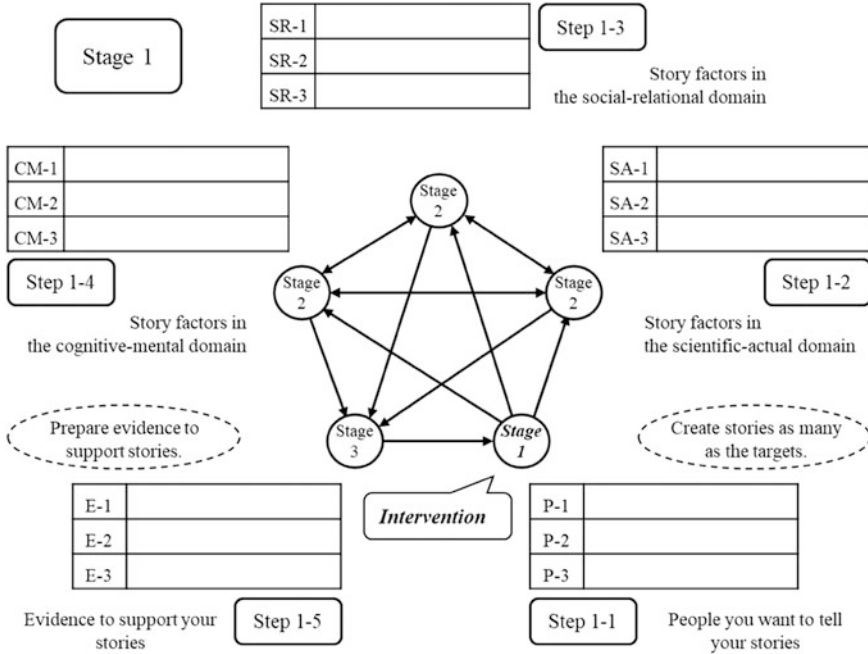 Stage 1
SR-1
SR-2
SR-3
Step 1-3
Story factors in
the social-relational domain
CM-1
CM-2
CM-3
Step 1-4
Story factors in
the cognitive-mental domain
SA-1
SA-2
SA-3
Step 1-2
Story factors in
the scientific-actual domain
Stage
2
Stage
2
Stage
2
Stage
3
Stage
1
Prepare evidence to
support stories.
Create stories as many
as the targets.
Intervention
E-1
E-2
E-3
Evidence to support your
stories
Step 1-5
P-1
P-2
P-3
Step 1-1
People you want to tell
your stories